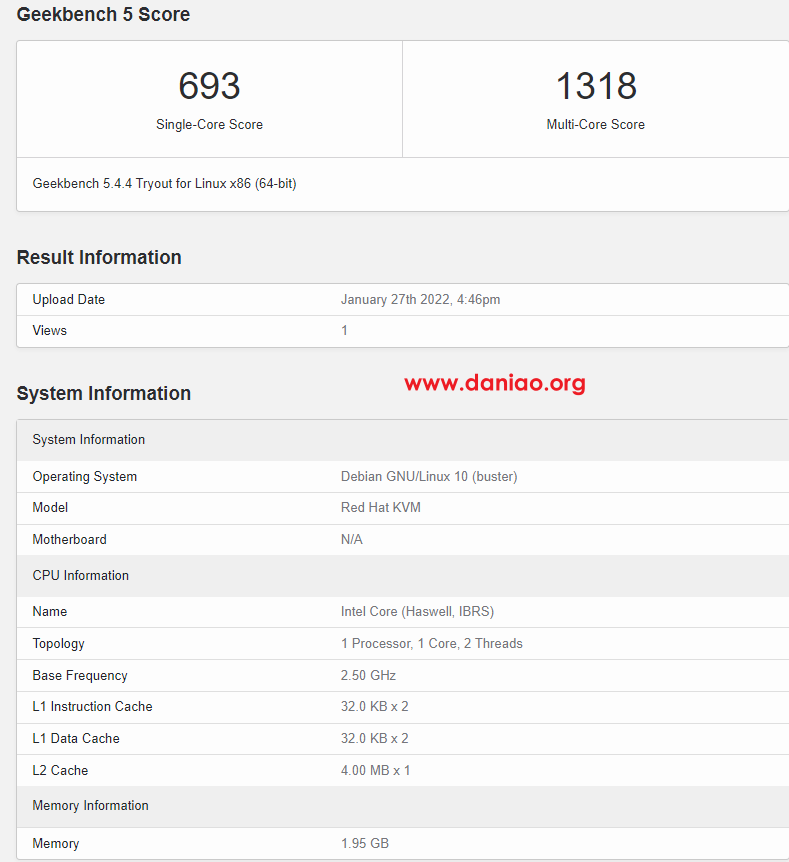 Geekbench 5 Score
693 1318
Single-Core Score Multi-Core Score
Geekbench 5.4.4 Tryout for Linux x86 (64-bit)
Result Information
Upload Date January 27th 2022, 4:46pm
Views 1
www.daniao.org
System Information
System Information
Operating System Debian GNU/Linux 10 (buster)
Model Red Hat KVM
Motherboard N/A
CPU Information
Name Intel Core (Haswell, IBRS)
Topology 1 Processor, 1 Core, 2 Threads
Base Frequency 2.50 GHz
L1 Instruction Cache 32.0 KB x 2
L1 Data Cache 32.0 KB x 2
L2 Cache 4.00 MB x 1
Memory Information
Memory 1.95 GB